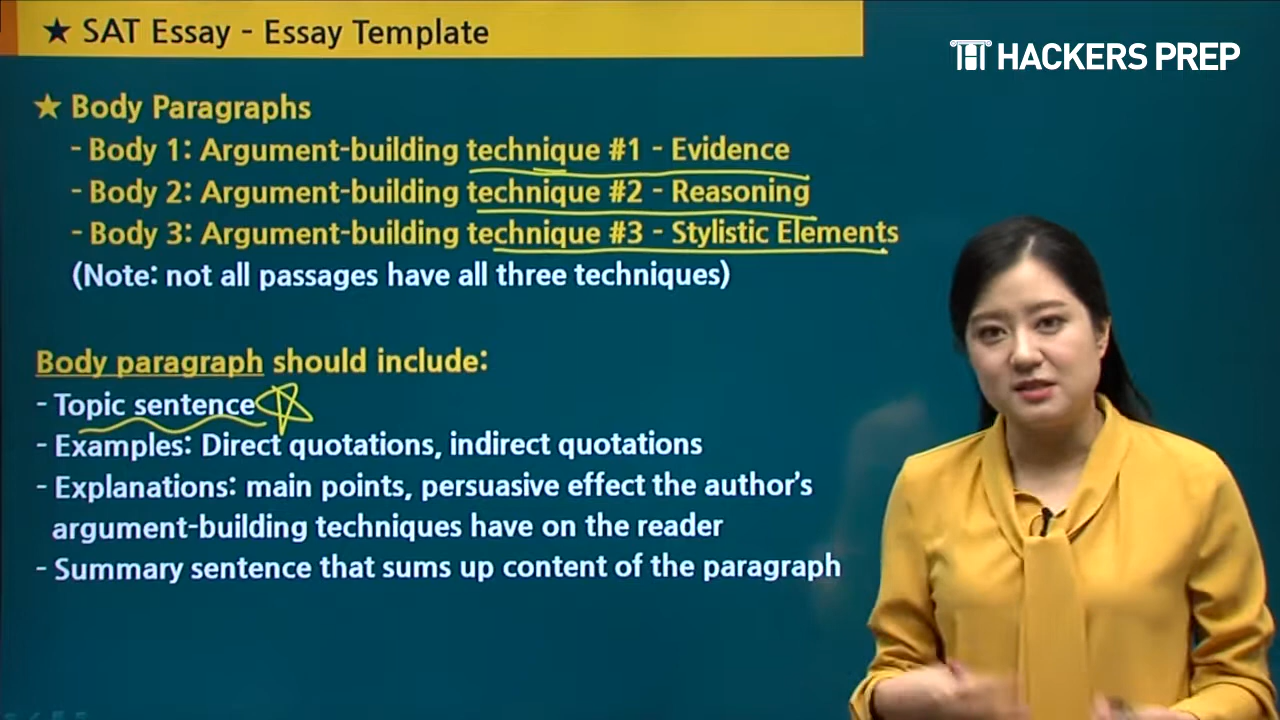 ★ SAT Essay - Essay Template
HACKERS PREP
★ Body Paragraphs
- Body 1: Argument-building technique #1 - Evidence
- Body 2: Argument-building technique #2 - Reasoning
- Body 3: Argument-building technique #3 - Stylistic Elements
(Note: not all passages have all three techniques)
Body paragraph should include:
- Topic sentence
- Examples: Direct quotations, indirect quotations
- Explanations: main points, persuasive effect the author's
argument-building techniques have on the reader
- Summary sentence that sums up content of the paragraph